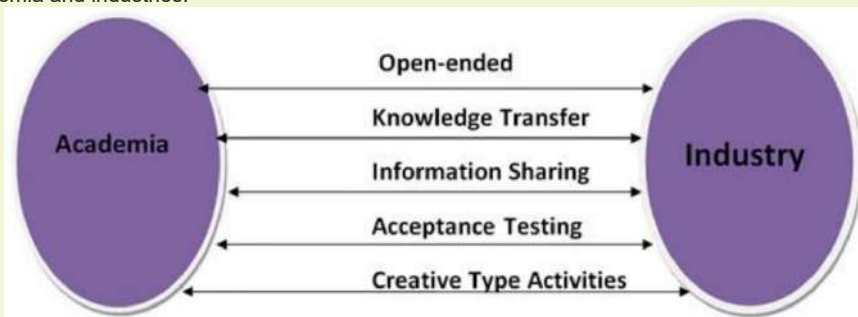 Open-ended
Knowledge Transfer
Academia
Industry
Information Sharing
Acceptance Testing
Creative Type Activities